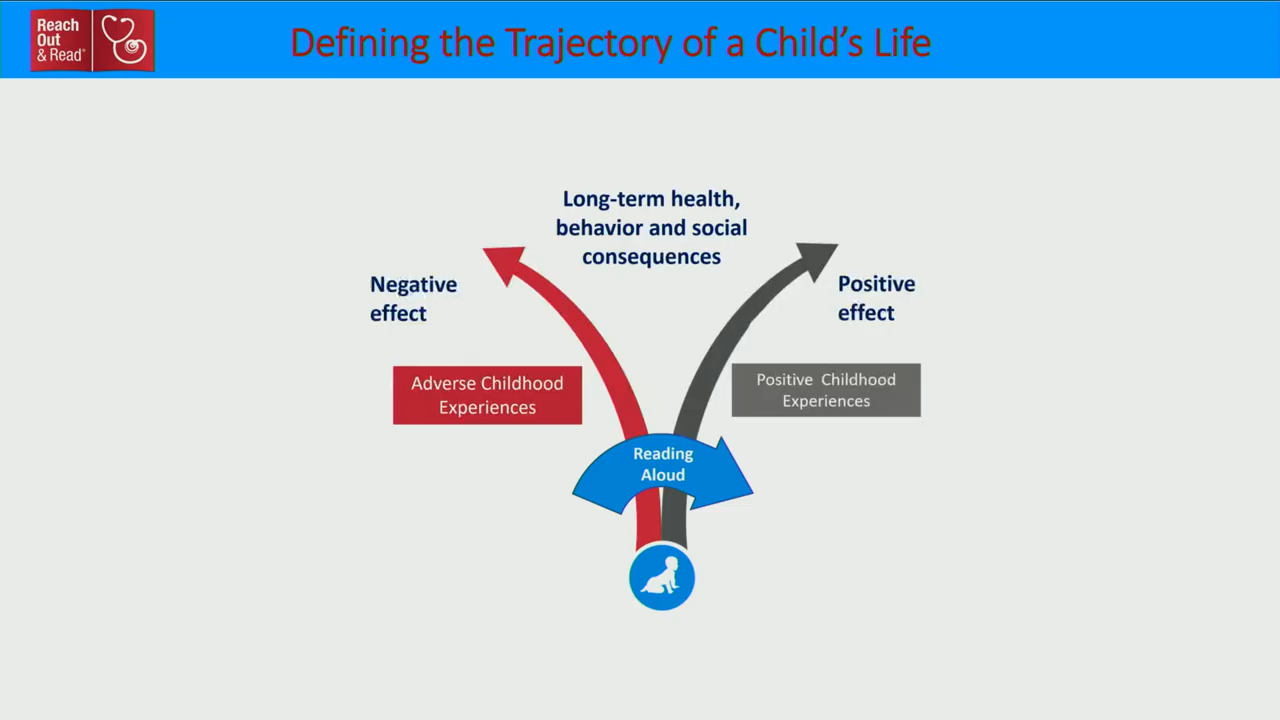 Reach
Out
& Read®
Defining the Trajectory of a Child's Life
Long-term health,
behavior and social
consequences
Negative
effect
Positive
effect
Adverse Childhood
Experiences
Positive Childhood
Experiences
Reading
Aloud